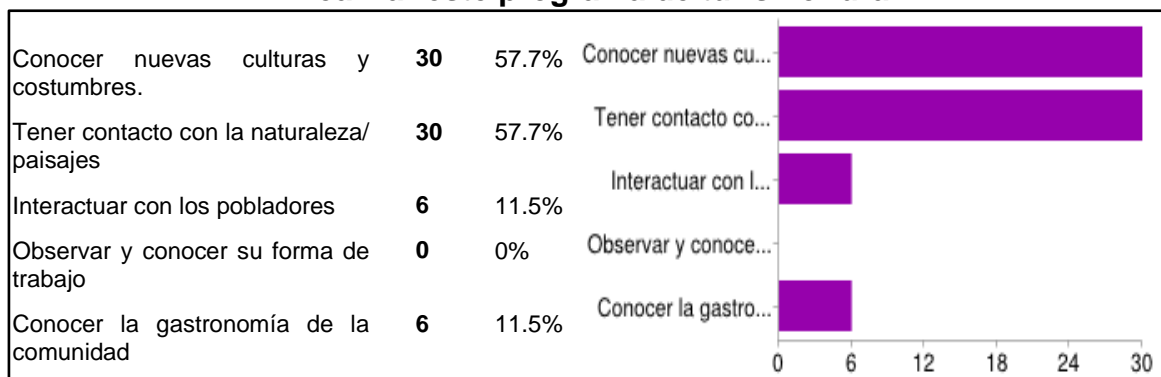 Conocer nuevas culturas y 30 57.7%
costumbres.
Tener contacto con la naturaleza/ 30 57.7%
paisajes
Interactuar con los pobladores 6 11.5%
Observar y conocer su forma de 0 0%
trabajo
Conocer la gastronomía de la 6 11.5%
comunidad
Conocer nuevas cu...
Tener contacto co...
Interactuar con l...
Observar y conoce...
Conocer la gastro...
0 6 12 18 24 30